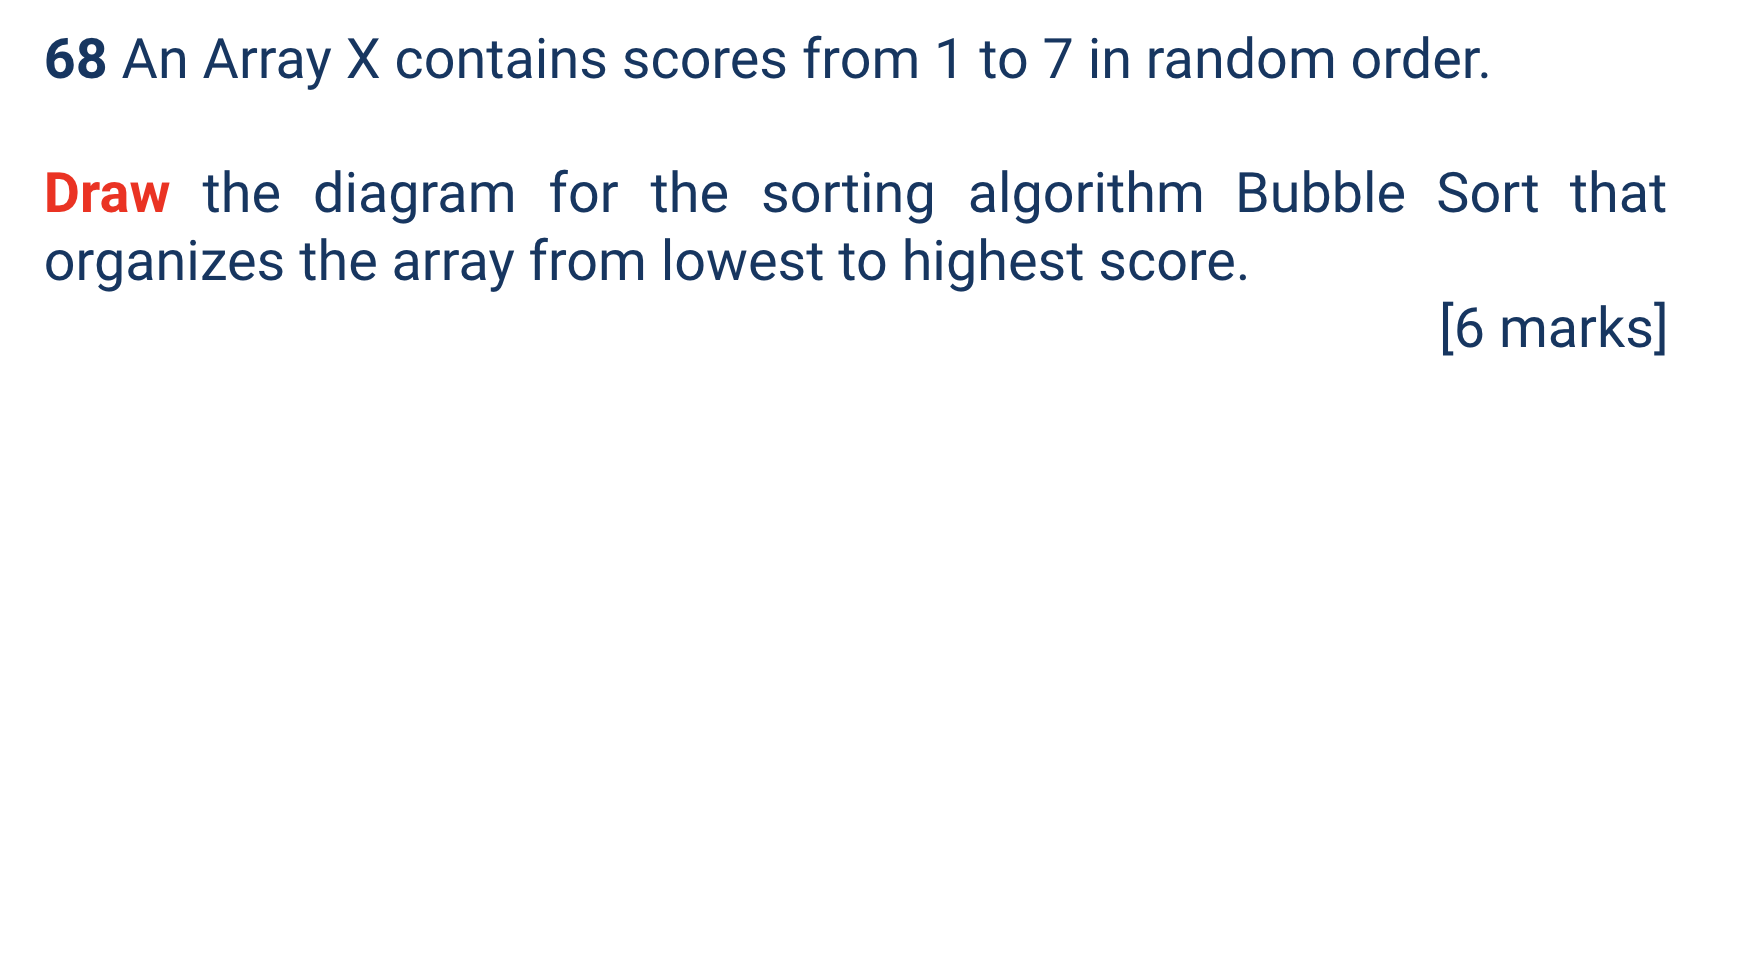 68 An Array X contains scores from 1 to 7 in random order.
Draw the diagram for the sorting algorithm Bubble Sort that
organizes the array from lowest to highest score.
[6 marks]